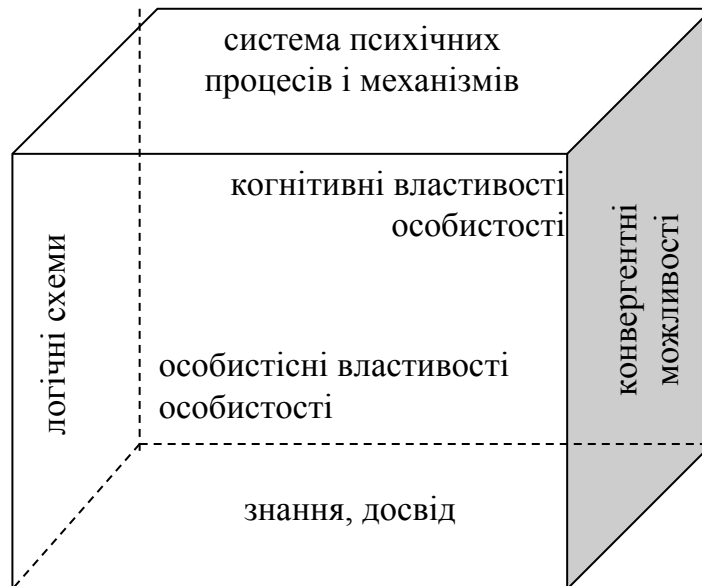 система психічних
процесів і механізмів
когнітивні властивості
особистості
логічні схеми
конвергентні
можливості
особистісні властивості
особистості
знання, досвід